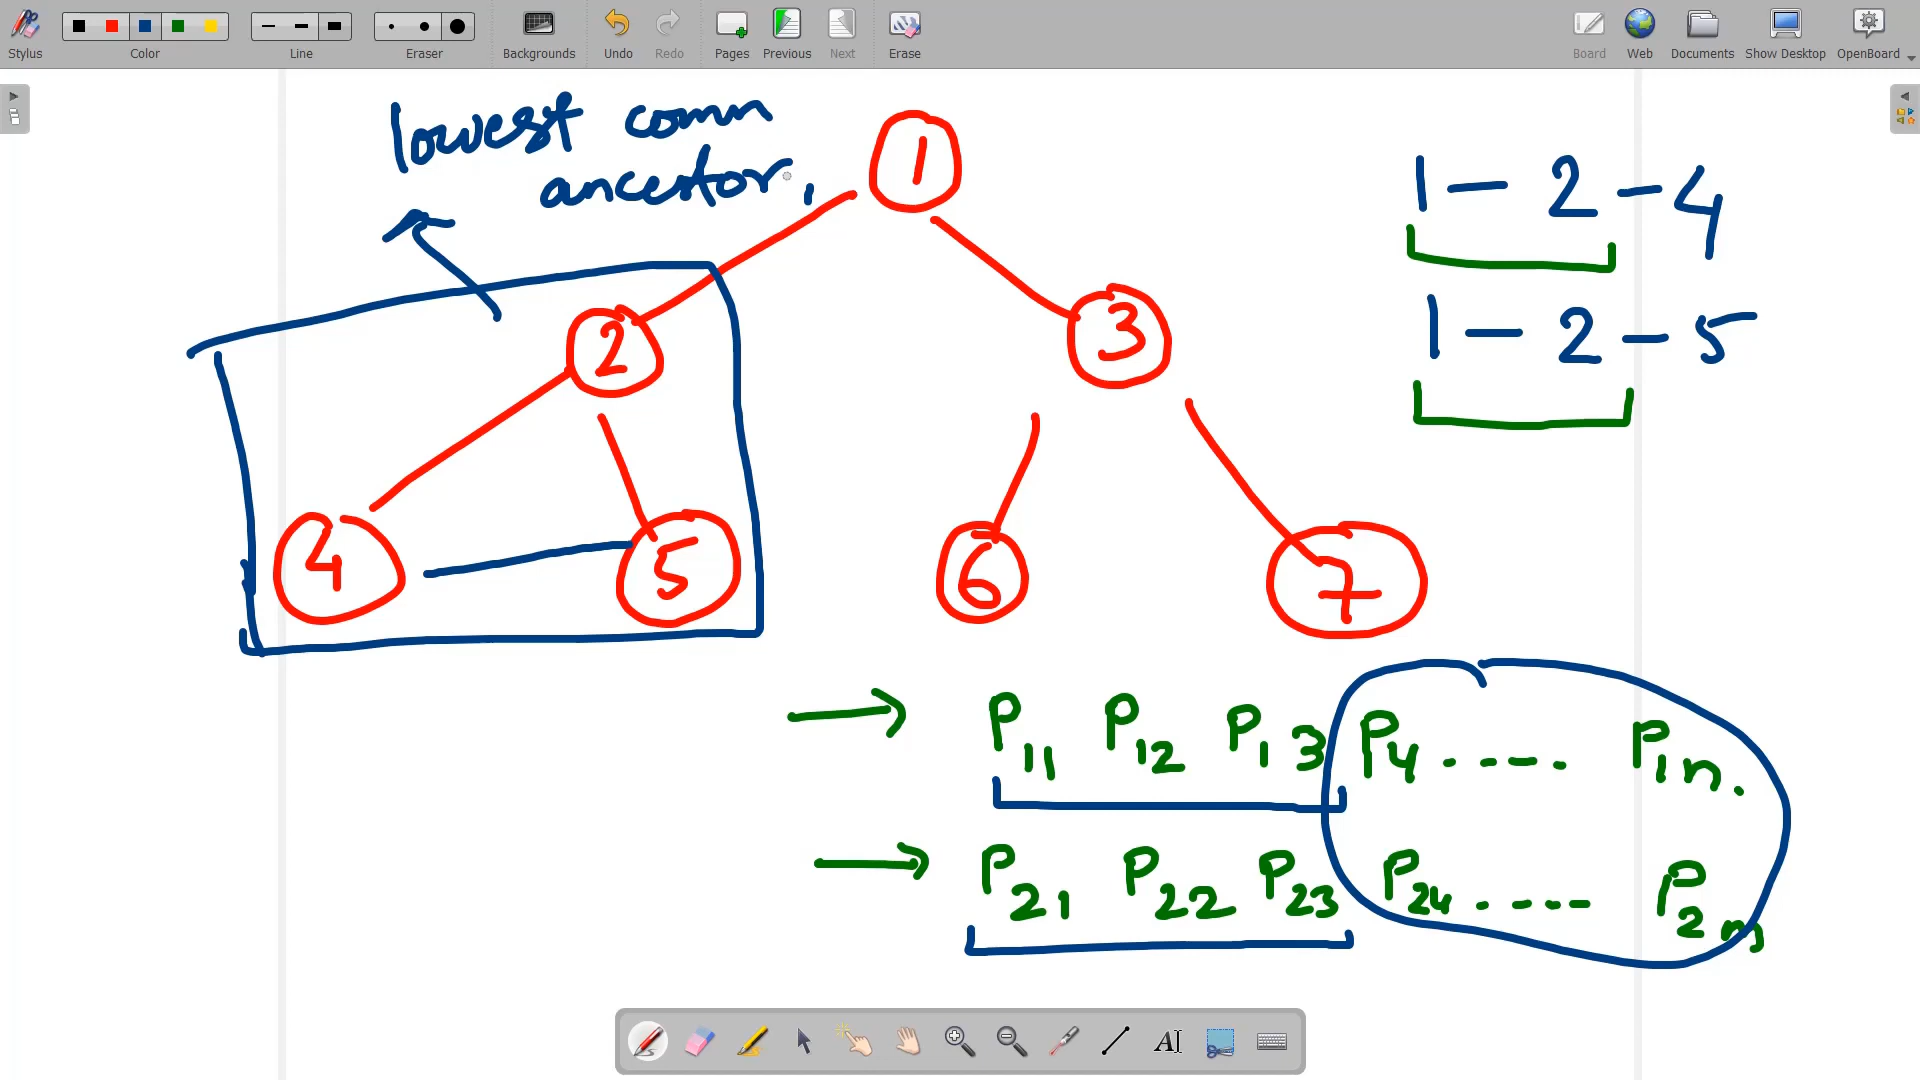 Stylus Color Line Eraser Backgrounds Undo Redo Pages Previous Next Erase Board Web Documents Show Desktop OpenBoard
lowest comm
ancestor,
1
2
3
4
5
6
7
1 - 2 - 4
1 - 2 - 5
→ P11 P12 P13 P4 ..... P1n.
→ P21 P22 P23 P24 ..... P2m